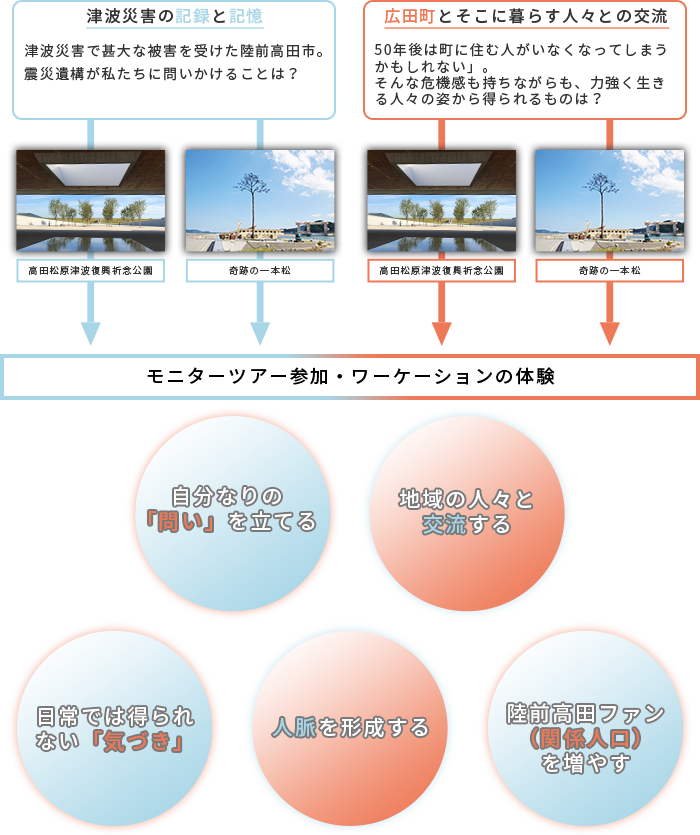 津波災害の記録と記憶
津波災害で甚大な被害を受けた陸前高田市。
震災遺構が私たちに問いかけることは？
広田町とそこに暮らす人々との交流
50年後は町に住む人がいなくなってしまう
かもしれない」。
そんな危機感も持ちながらも、力強く生き
る人々の姿から得られるものは？
高田松原津波復興祈念公園
奇跡の一本松
高田松原津波復興祈念公園
奇跡の一本松
モニターツアー参加・ワーケーションの体験
自分なりの
「問い」を立てる
地域の人々と
交流する
日常では得られ
ない「気づき」
人脈を形成する
陸前高田ファン
（関係人口）
を増やす